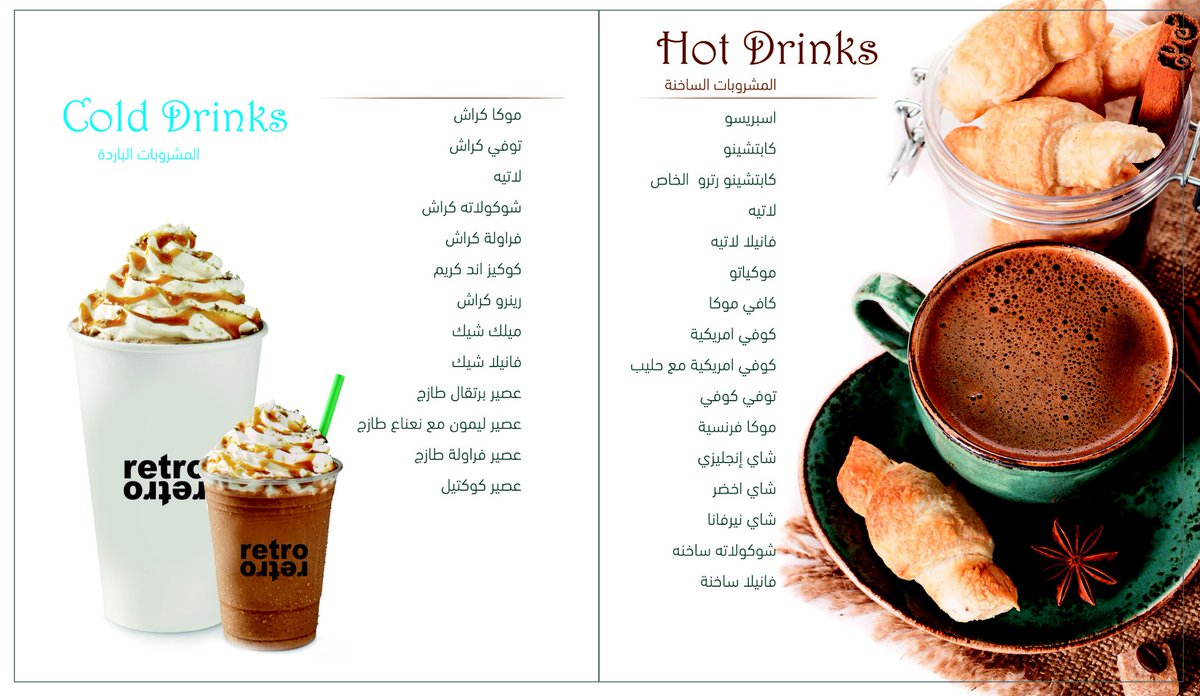 Cold Drinks
المشروبات الباردة
موكا كراش
توفي كراش
لاتيه
شوكولاته كراش
فراولة كراش
كوكيز اند كريم
رينرو كراش
ميلك شيك
فانيلا شيك
عصير برتقال طازج
عصير ليمون مع نعناع طازج
عصير فراولة طازج
عصير كوكتيل
retro
retro
retro
retro
Hot Drinks
المشروبات الساخنة
اسبريسو
كابتشينو
كابتشينو رترو الخاص
لاتيه
فانيلا لاتيه
موكياتو
كافي موكا
كوفي امريكية
كوفي امريكية مع حليب
توفي كوفي
موكا فرنسية
شاي إنجليزي
شاي اخضر
شاي نيرفانا
شوكولاته ساخنه
فانيلا ساخنة